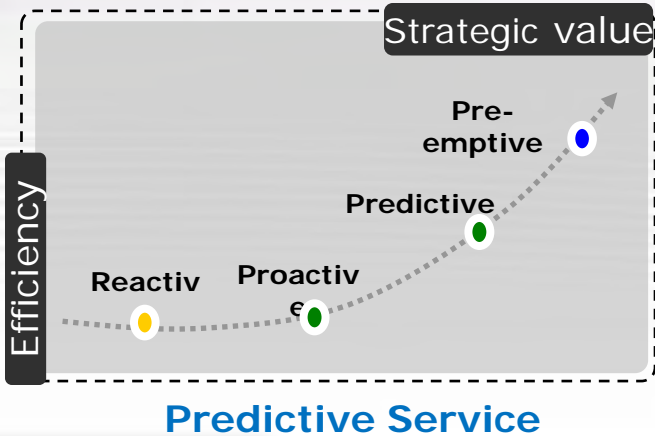 Strategic value
Pre-
emptive
Predictive
Reactiv
Proactiv
e
Efficiency
Predictive Service